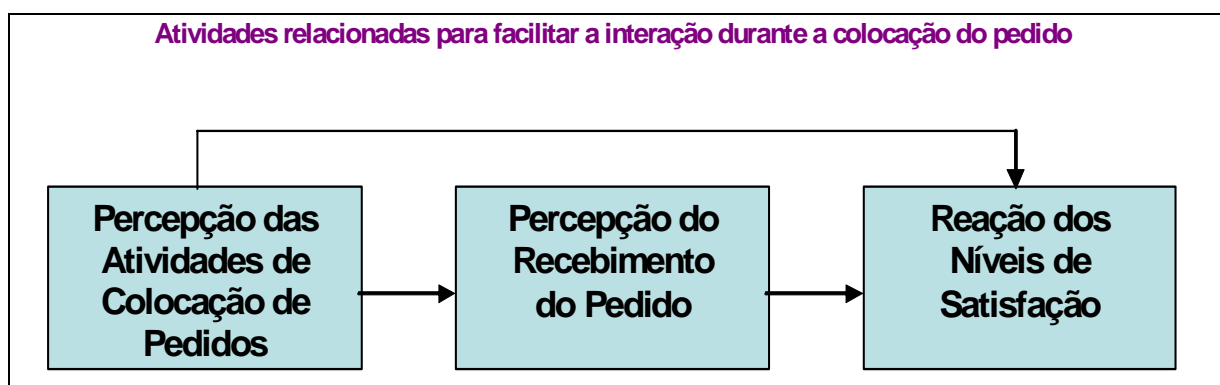 Atividades relacionadas para facilitar a interação durante a colocação do pedido
Percepção das
Atividades de
Colocação de
Pedidos
Percepção do
Recebimento
do Pedido
Reação dos
Níveis de
Satisfação